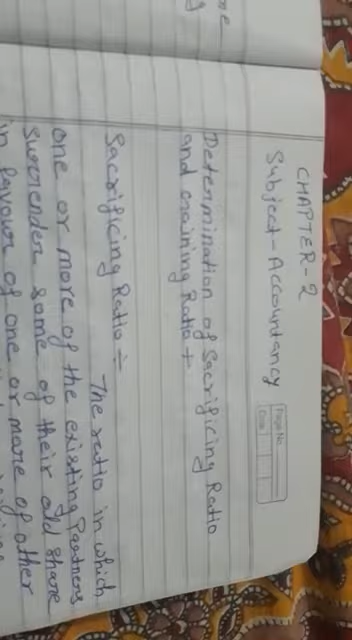 CHAPTER-2
Subject-Accountancy
Page No.
Date
Determination of Sacrificing Ratio
and Gaining Ratio ÷
Sacrificing Ratio ÷
The ratio in which
one or more of the existing Partners
Surrender some of their old share
in favour of one or more of other